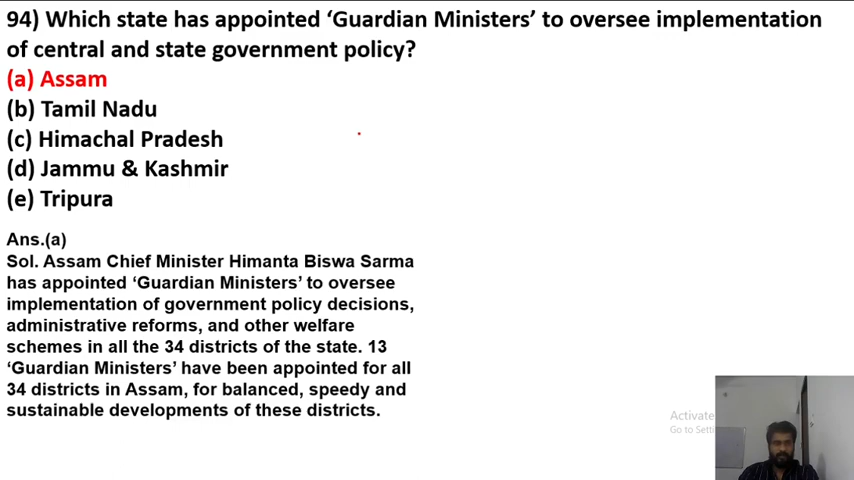 94) Which state has appointed ‘Guardian Ministers’ to oversee implementation
of central and state government policy?
(a) Assam
(b) Tamil Nadu
(c) Himachal Pradesh
(d) Jammu & Kashmir
(e) Tripura
Ans.(a)
Sol. Assam Chief Minister Himanta Biswa Sarma
has appointed ‘Guardian Ministers’ to oversee
implementation of government policy decisions,
administrative reforms, and other welfare
schemes in all the 34 districts of the state. 13
‘Guardian Ministers’ have been appointed for all
34 districts in Assam, for balanced, speedy and
sustainable developments of these districts.
Activate
Go to Setti